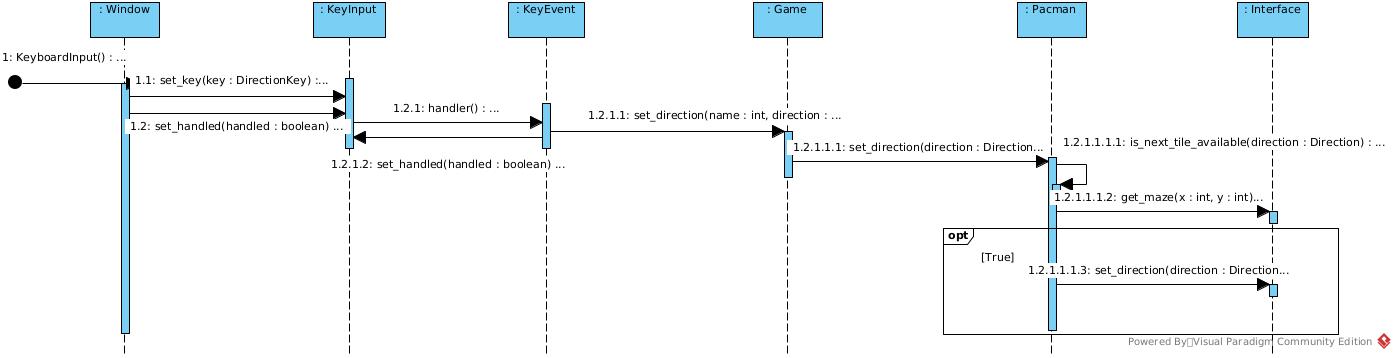 : Window
: KeyInput
: KeyEvent
: Game
: Pacman
: Interface
1: KeyboardInput() : ...
1.1: set_key(key : DirectionKey) :...
1.2: set_handled(handled : boolean) ...
1.2.1: handler() : ...
1.2.1.2: set_handled(handled : boolean) ...
1.2.1.1: set_direction(name : int, direction : ...
1.2.1.1.1: set_direction(direction : Direction...
1.2.1.1.1.1: is_next_tile_available(direction : Direction) : ...
1.2.1.1.1.2: get_maze(x : int, y : int)...
opt
[True]
1.2.1.1.1.3: set_direction(direction : Direction...
Powered By Visual Paradigm Community Edition